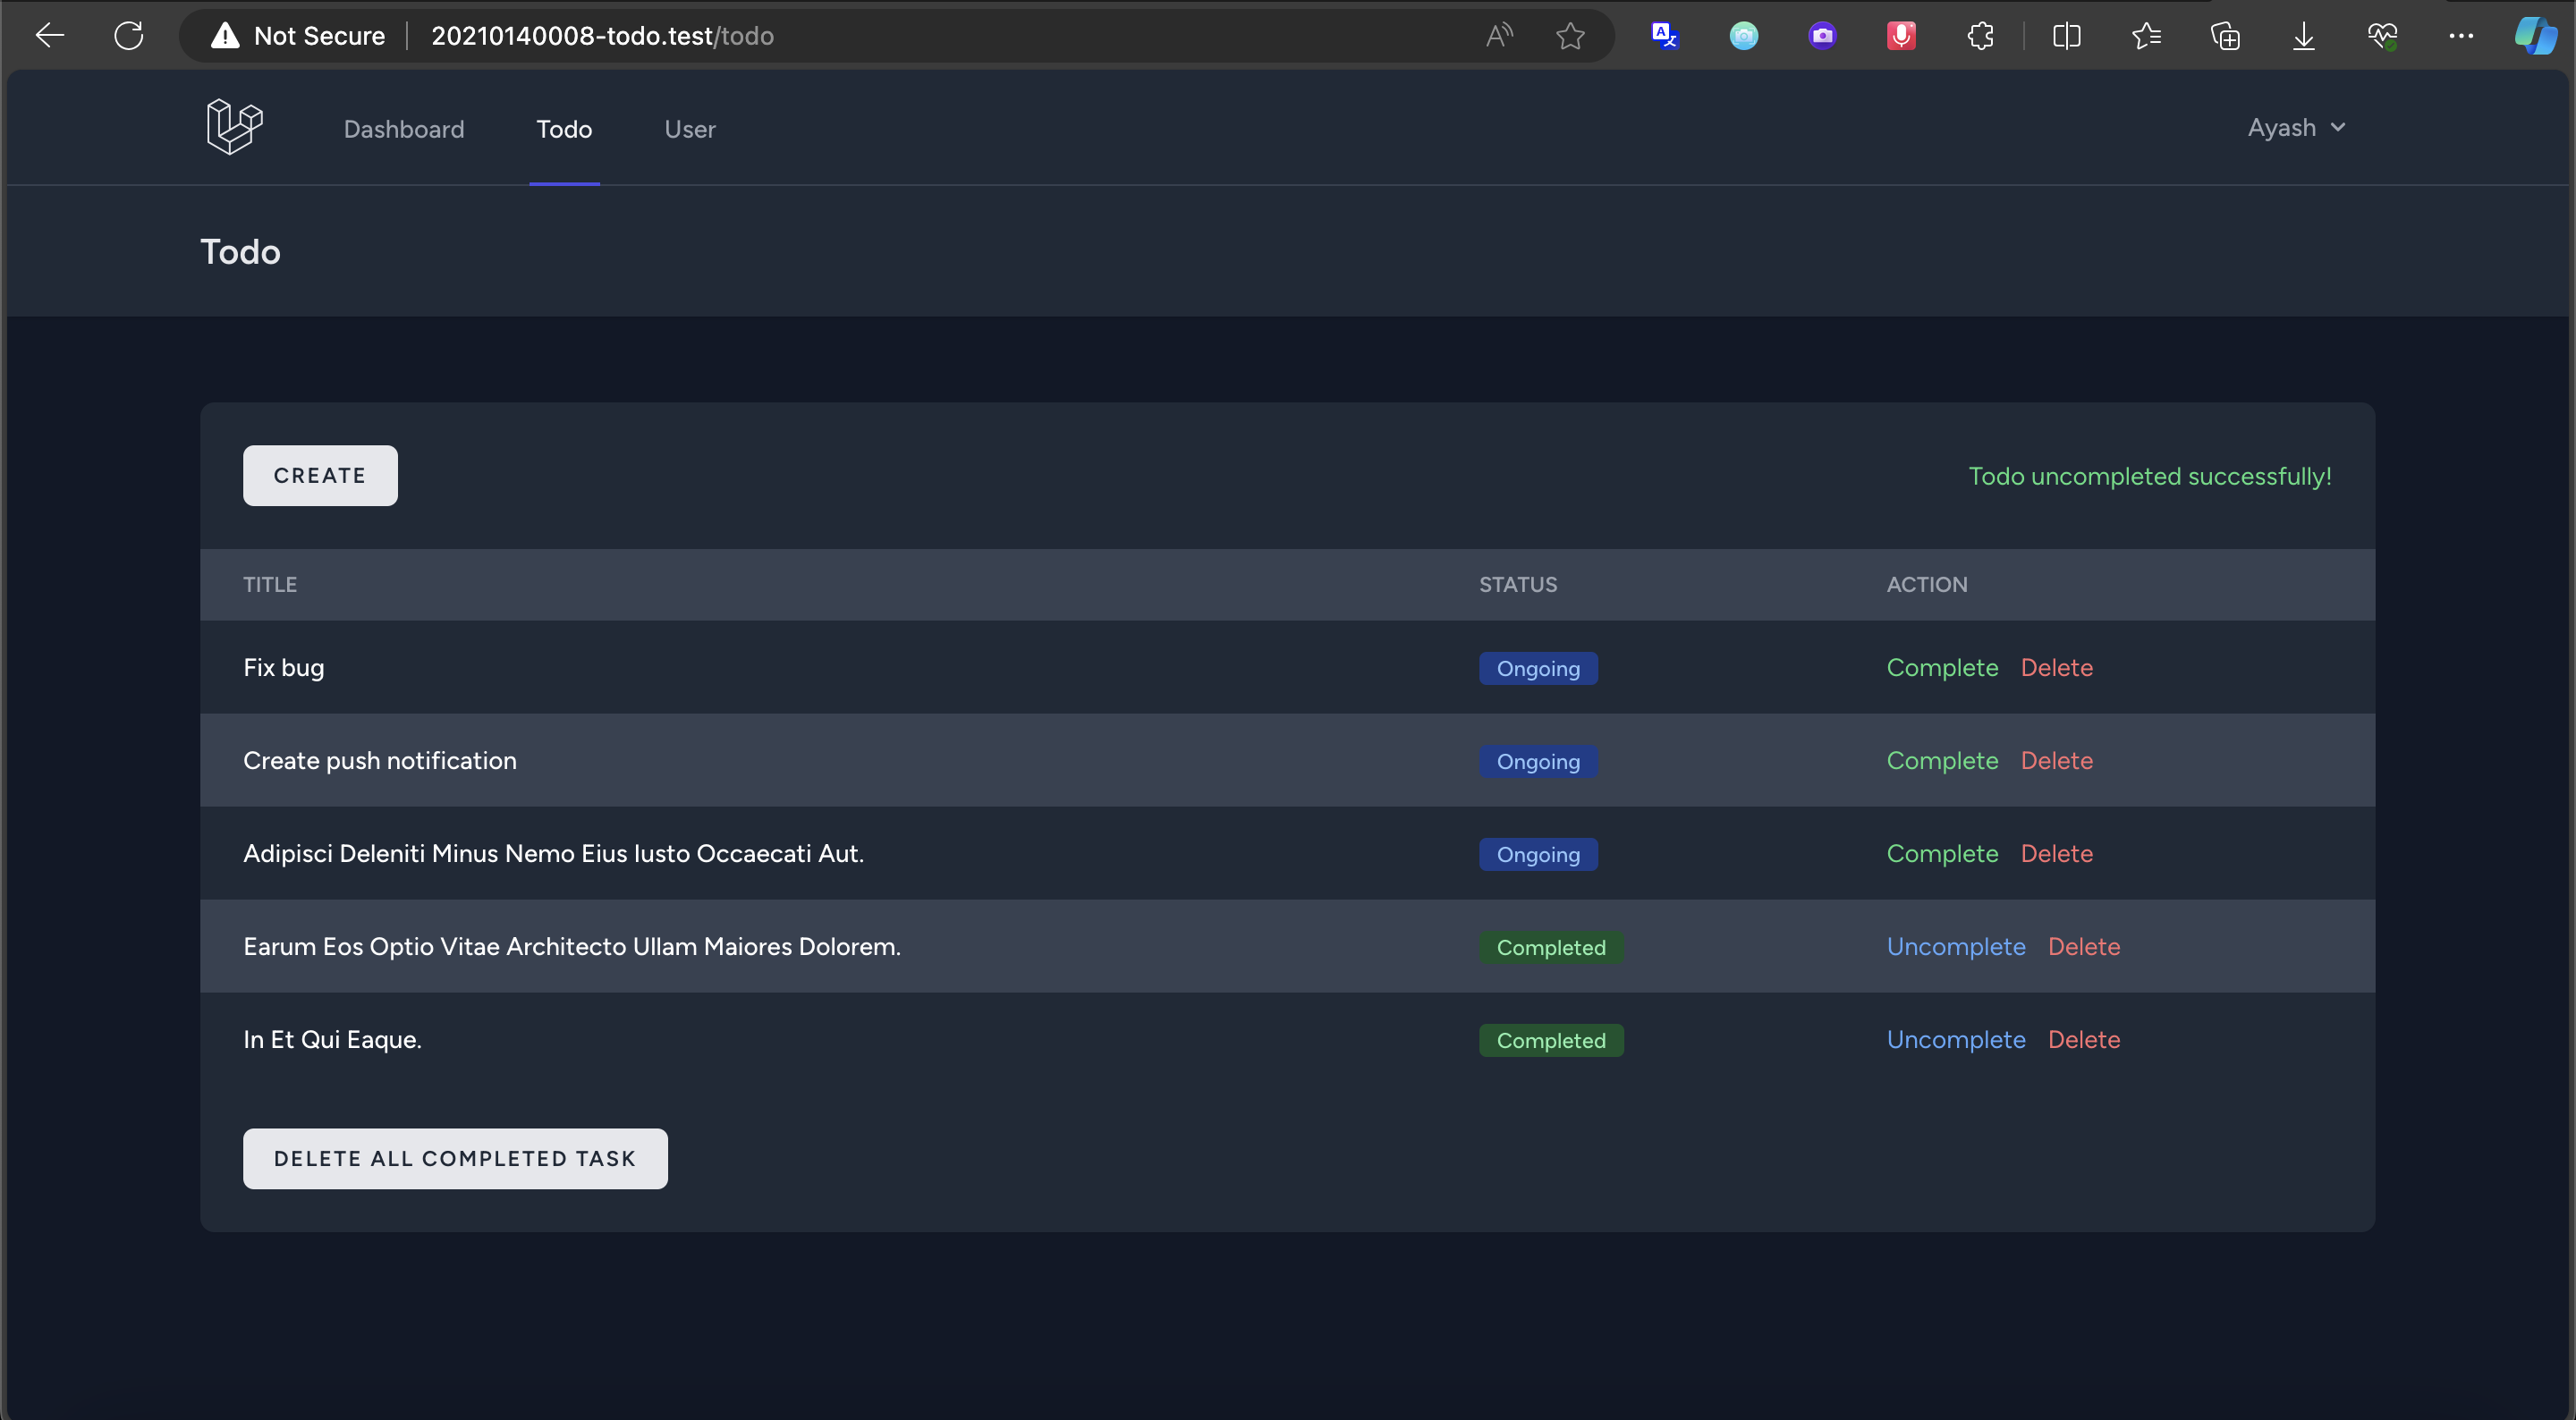 Not Secure 20210140008-todo.test/todo
Dashboard Todo User Ayash
Todo
CREATE Todo uncompleted successfully!
TITLE STATUS ACTION
Fix bug Ongoing Complete Delete
Create push notification Ongoing Complete Delete
Adipisci Deleniti Minus Nemo Eius Iusto Occaecati Aut. Ongoing Complete Delete
Earum Eos Optio Vitae Architecto Ullam Maiores Dolorem. Completed Uncomplete Delete
In Et Qui Eaque. Completed Uncomplete Delete
DELETE ALL COMPLETED TASK